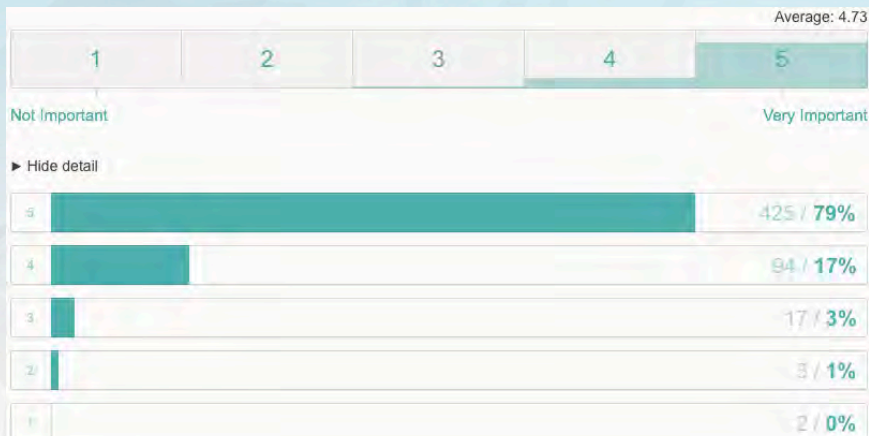 Average: 4.73
1 2 3 4 5
Not Important Very Important
► Hide detail
5 425 / 79%
4 94 / 17%
3 17 / 3%
2 3 / 1%
1 2 / 0%